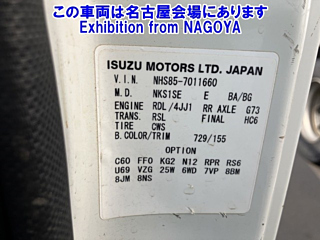 この車両は名古屋会場にあります
Exhibition from NAGOYA
ISUZU MOTORS LTD. JAPAN
V.I.N. NHS85-7011660
M.D. NKS1SE E BA/BG
ENGINE RDL/4JJ1 RR AXLE G73
TRANS. RSL FINAL HC6
TIRE CWS
B.COLOR/TRIM 729/155
OPTION
C60 FF0 KG2 N12 RPR RS6
U69 VZG 25W 6WD 7VP 8BM
8JM 8NS